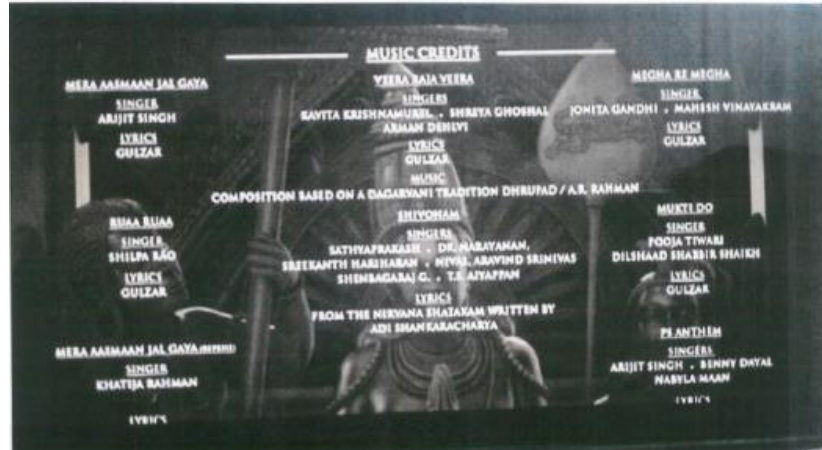 MUSIC CREDITS
MERA AASMAAN JAL GAYA
SINGER
ARIJIT SINGH
LYRICS
GULZAR
RUAA RUAA
SINGER
SHILPA RAO
LYRICS
GULZAR
MERA AASMAAN JAL GAYA (REPRISE)
SINGER
KHATIJA RAHMAN
LYRICS
VEERA RAJA VEERA
SINGERS
KAVITA KRISHNAMURTI . SHREYA GHOSHAL
ARMAN DEHLVI
LYRICS
GULZAR
MUSIC
COMPOSITION BASED ON A DAGARVANI TRADITION DHRUPAD / A.R. RAHMAN
SHIVOHAM
SINGERS
SATHYAPRAKASH . DR. NARAYANAN,
SREEKANTH HARIHARAN . NIVAS, ARAVIND SRINIVAS
SHENBAGARAJ G. . T.S. AIYAPPAN
LYRICS
FROM THE NIRVANA SHATAKAM WRITTEN BY
ADI SHANKARACHARYA
MEGHA RE MEGHA
SINGER
JONITA GANDHI . MAHESH VINAYAKRAM
LYRICS
GULZAR
MUKTI DO
SINGER
POOJA TIWARI
DILSHAAD SHABBIR SHAIKH
LYRICS
GULZAR
PS ANTHEM
SINGERS
ARIJIT SINGH . BENNY DAYAL
NABYLA MAAN
LYRICS